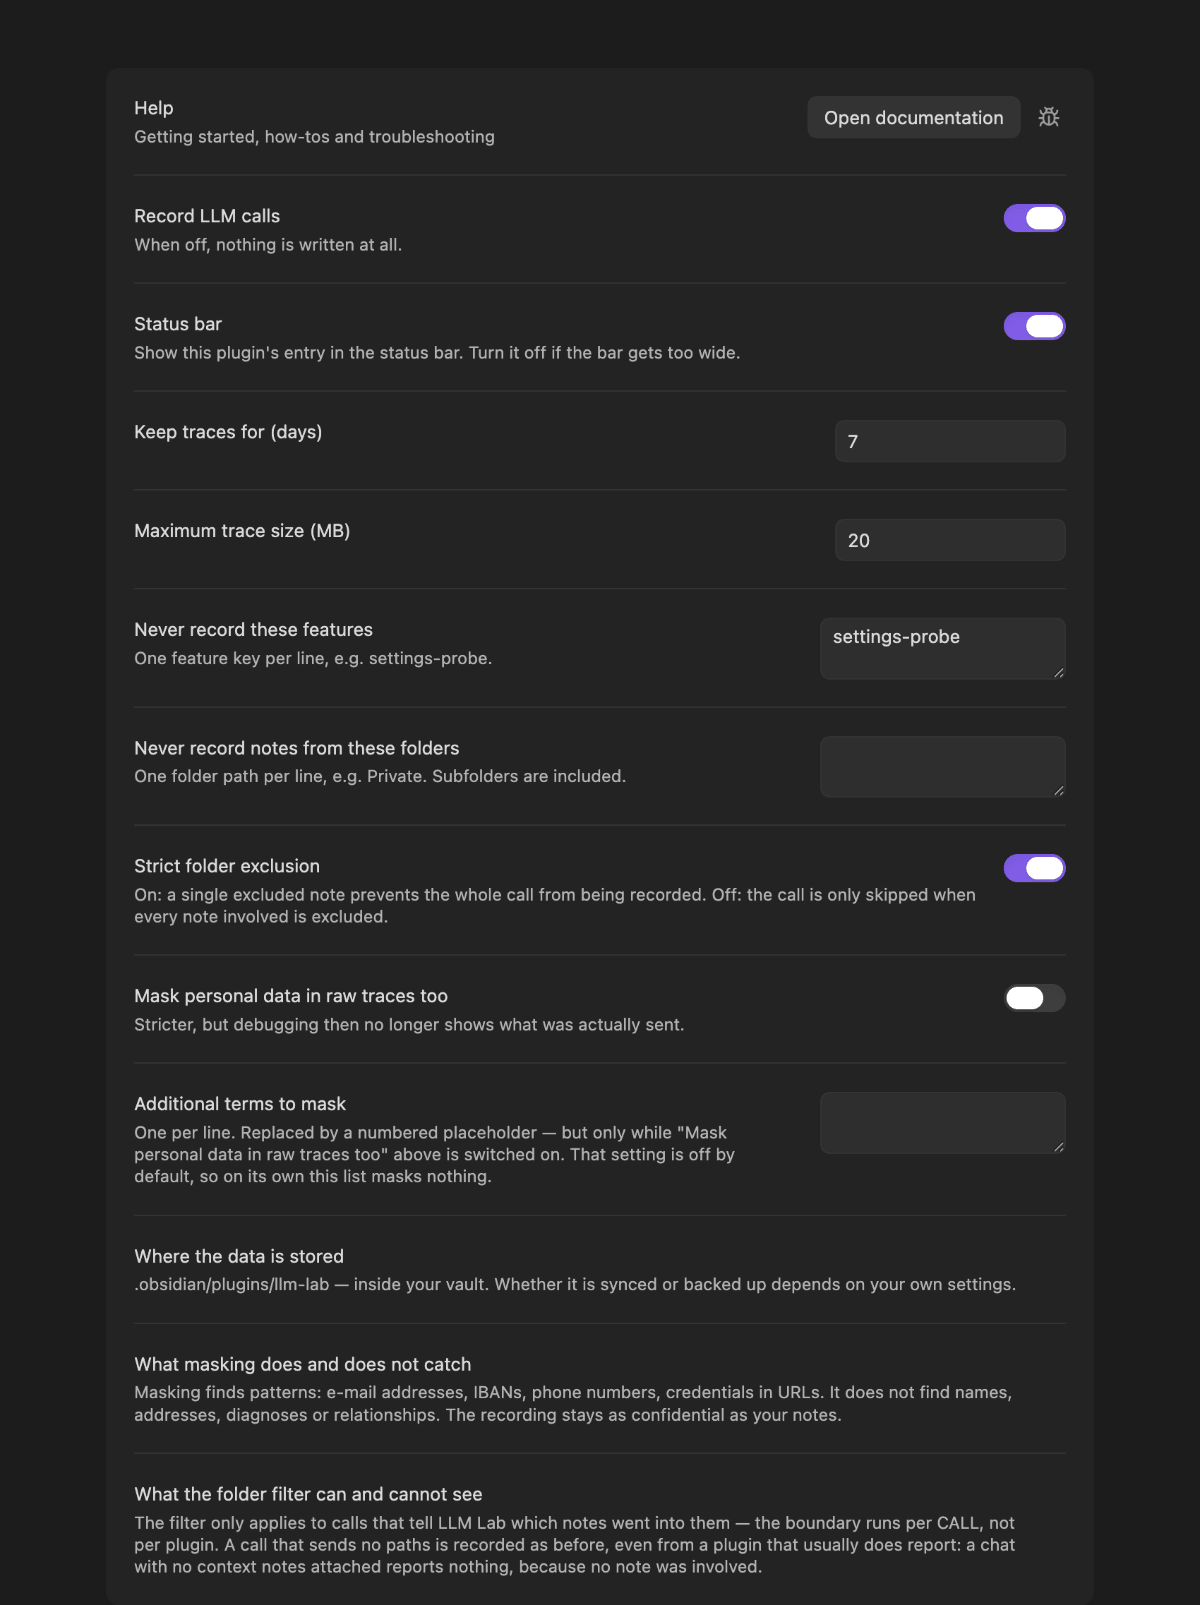 Help
Getting started, how-tos and troubleshooting
Open documentation
Record LLM calls
When off, nothing is written at all.
Status bar
Show this plugin's entry in the status bar. Turn it off if the bar gets too wide.
Keep traces for (days)
7
Maximum trace size (MB)
20
Never record these features
One feature key per line, e.g. settings-probe.
settings-probe
Never record notes from these folders
One folder path per line, e.g. Private. Subfolders are included.
Strict folder exclusion
On: a single excluded note prevents the whole call from being recorded. Off: the call is only skipped when
every note involved is excluded.
Mask personal data in raw traces too
Stricter, but debugging then no longer shows what was actually sent.
Additional terms to mask
One per line. Replaced by a numbered placeholder — but only while "Mask
personal data in raw traces too" above is switched on. That setting is off by
default, so on its own this list masks nothing.
Where the data is stored
.obsidian/plugins/llm-lab — inside your vault. Whether it is synced or backed up depends on your own settings.
What masking does and does not catch
Masking finds patterns: e-mail addresses, IBANs, phone numbers, credentials in URLs. It does not find names,
addresses, diagnoses or relationships. The recording stays as confidential as your notes.
What the folder filter can and cannot see
The filter only applies to calls that tell LLM Lab which notes went into them — the boundary runs per CALL, not
per plugin. A call that sends no paths is recorded as before, even from a plugin that usually does report: a chat
with no context notes attached reports nothing, because no note was involved.